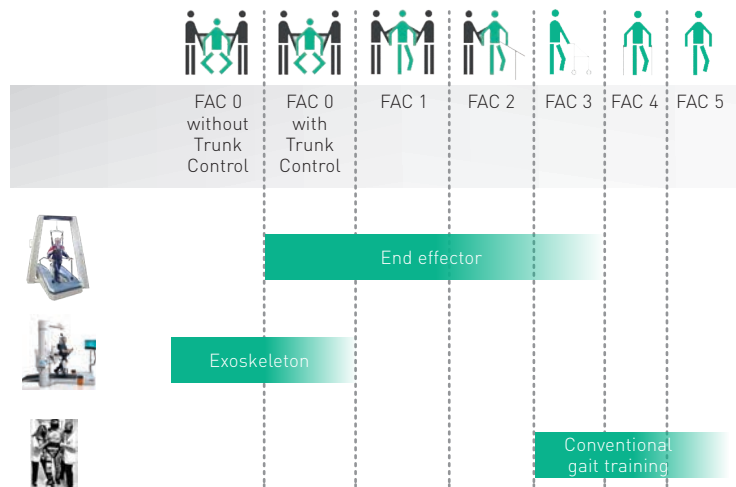 FAC 0
without
Trunk
Control
FAC 0
with
Trunk
Control
FAC 1
FAC 2
FAC 3
FAC 4
FAC 5
End effector
Exoskeleton
Conventional
gait training